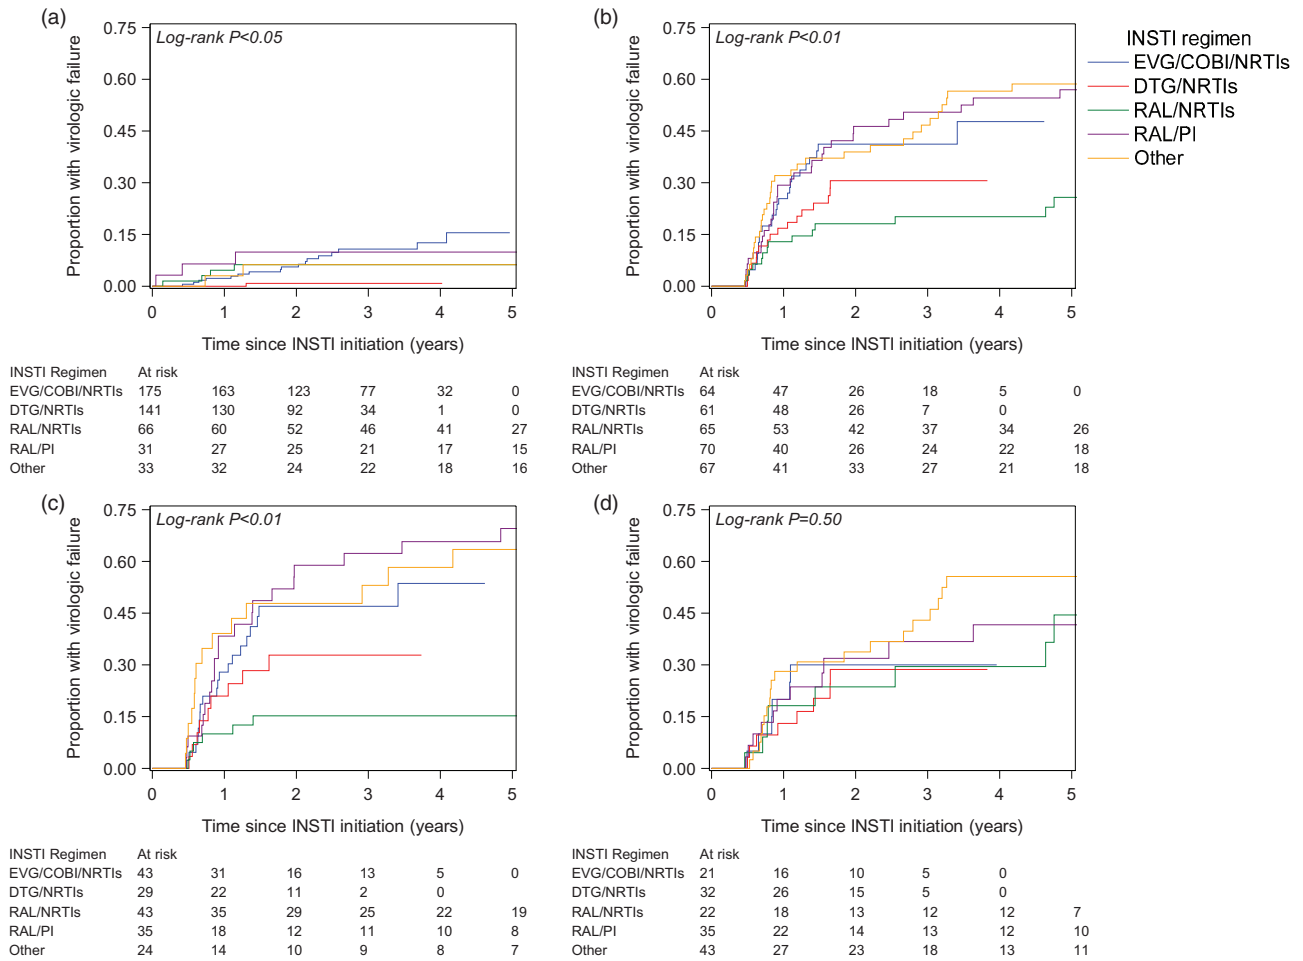 (a)
Log-rank P<0.05
Proportion with virologic failure
0.75
0.60
0.45
0.30
0.15
0.00
0 1 2 3 4 5
Time since INSTI initiation (years)
INSTI Regimen At risk
EVG/COBI/NRTIs 175 163 123 77 32 0
DTG/NRTIs 141 130 92 34 1 0
RAL/NRTIs 66 60 52 46 41 27
RAL/PI 31 27 25 21 17 15
Other 33 32 24 22 18 16
(b)
Log-rank P<0.01
Proportion with virologic failure
0.75
0.60
0.45
0.30
0.15
0.00
0 1 2 3 4 5
Time since INSTI initiation (years)
INSTI Regimen At risk
EVG/COBI/NRTIs 64 47 26 18 5 0
DTG/NRTIs 61 48 26 7 0
RAL/NRTIs 65 53 42 37 34 26
RAL/PI 70 40 26 24 22 18
Other 67 41 33 27 21 18
INSTI regimen
EVG/COBI/NRTIs
DTG/NRTIs
RAL/NRTIs
RAL/PI
Other
(c)
Log-rank P<0.01
Proportion with virologic failure
0.75
0.60
0.45
0.30
0.15
0.00
0 1 2 3 4 5
Time since INSTI initiation (years)
INSTI Regimen At risk
EVG/COBI/NRTIs 43 31 16 13 5 0
DTG/NRTIs 29 22 11 2 0
RAL/NRTIs 43 35 29 25 22 19
RAL/PI 35 18 12 11 10 8
Other 24 14 10 9 8 7
(d)
Log-rank P=0.50
Proportion with virologic failure
0.75
0.60
0.45
0.30
0.15
0.00
0 1 2 3 4 5
Time since INSTI initiation (years)
INSTI Regimen At risk
EVG/COBI/NRTIs 21 16 10 5 0
DTG/NRTIs 32 26 15 5 0
RAL/NRTIs 22 18 13 12 12 7
RAL/PI 35 22 14 13 12 10
Other 43 27 23 18 13 11